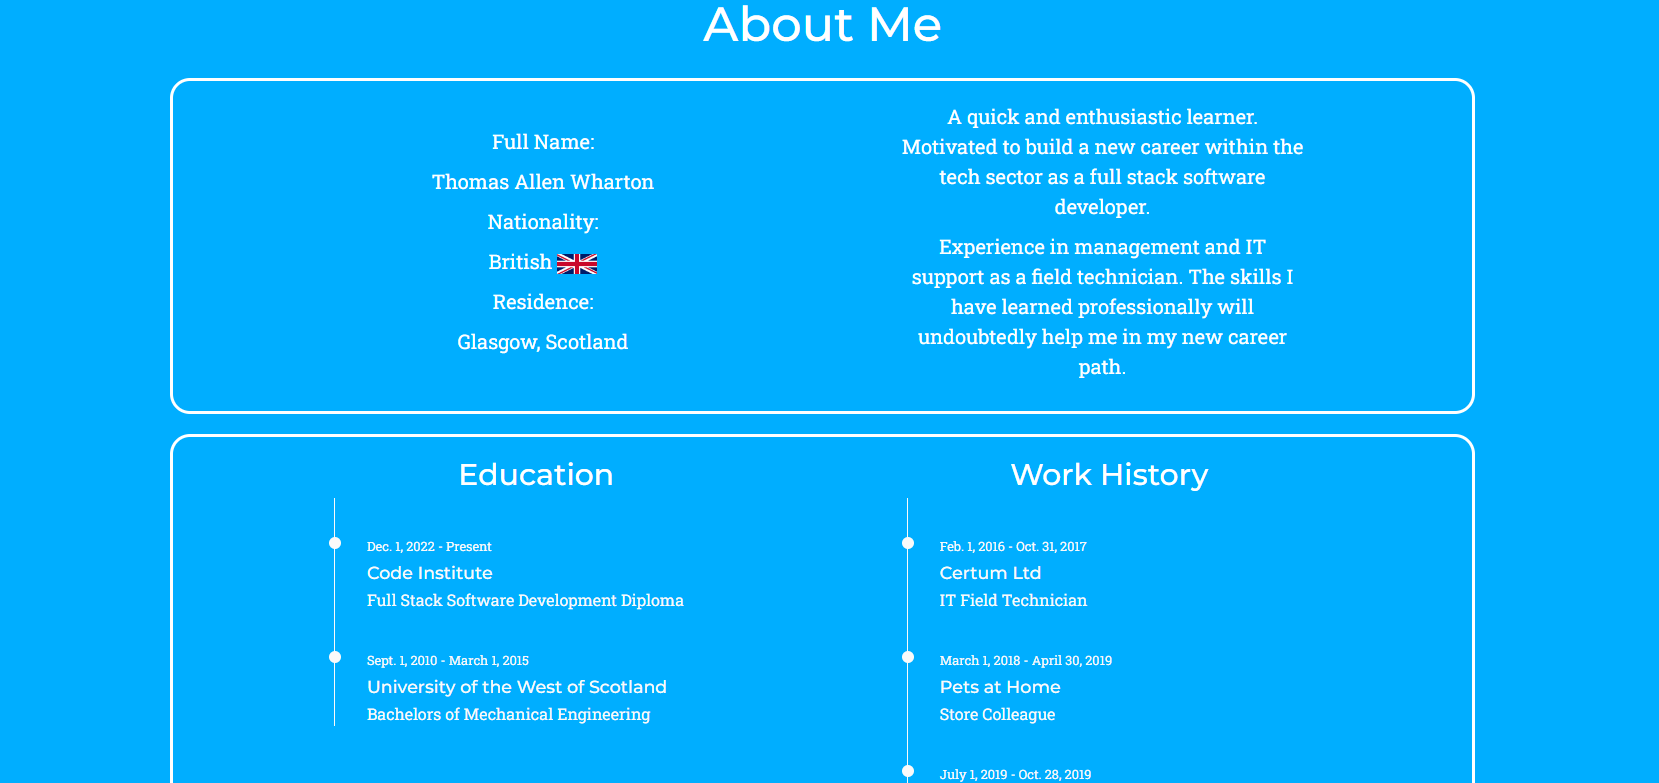 About Me
Full Name:
Thomas Allen Wharton
Nationality:
British
Residence:
Glasgow, Scotland
A quick and enthusiastic learner.
Motivated to build a new career within the
tech sector as a full stack software
developer.
Experience in management and IT
support as a field technician. The skills I
have learned professionally will
undoubtedly help me in my new career
path.
Education
Dec. 1, 2022 - Present
Code Institute
Full Stack Software Development Diploma
Sept. 1, 2010 - March 1, 2015
University of the West of Scotland
Bachelors of Mechanical Engineering
Work History
Feb. 1, 2016 - Oct. 31, 2017
Certum Ltd
IT Field Technician
March 1, 2018 - April 30, 2019
Pets at Home
Store Colleague
July 1, 2019 - Oct. 28, 2019